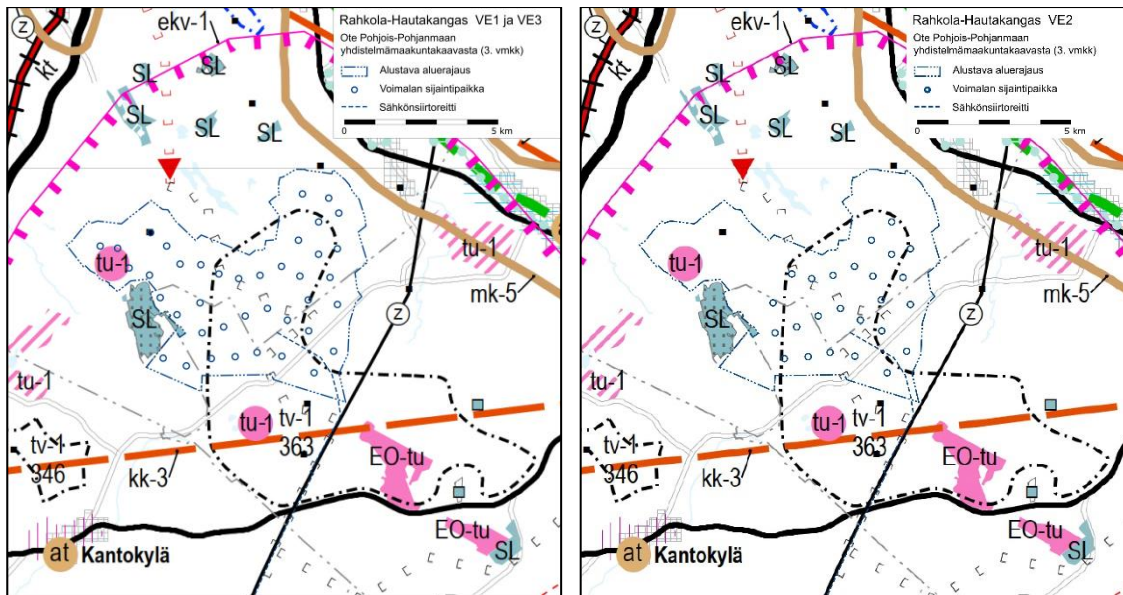 Rahkola-Hautakangas VE1 ja VE3
Ote Pohjois-Pohjanmaan
yhdistelmämaakuntakaavasta (3. vmkk)
Alustava aluerajaus
Voimalan sijaintipaikka
Sähkönsiirtoreitti
0 5 km
Z
kt
ekv-1
SL
SL
SL
SL
tu-1
tu-1
mk-5
SL
Z
tu-1
tu-1
tv-1
363
tv-1
346
kk-3
EO-tu
EO-tu
SL
at Kantokylä
Rahkola-Hautakangas VE2
Ote Pohjois-Pohjanmaan
yhdistelmämaakuntakaavasta (3. vmkk)
Alustava aluerajaus
Voimalan sijaintipaikka
Sähkönsiirtoreitti
0 5 km
Z
kt
ekv-1
SL
SL
SL
SL
tu-1
tu-1
mk-5
SL
Z
tu-1
tu-1
tv-1
363
tv-1
346
kk-3
EO-tu
EO-tu
SL
at Kantokylä